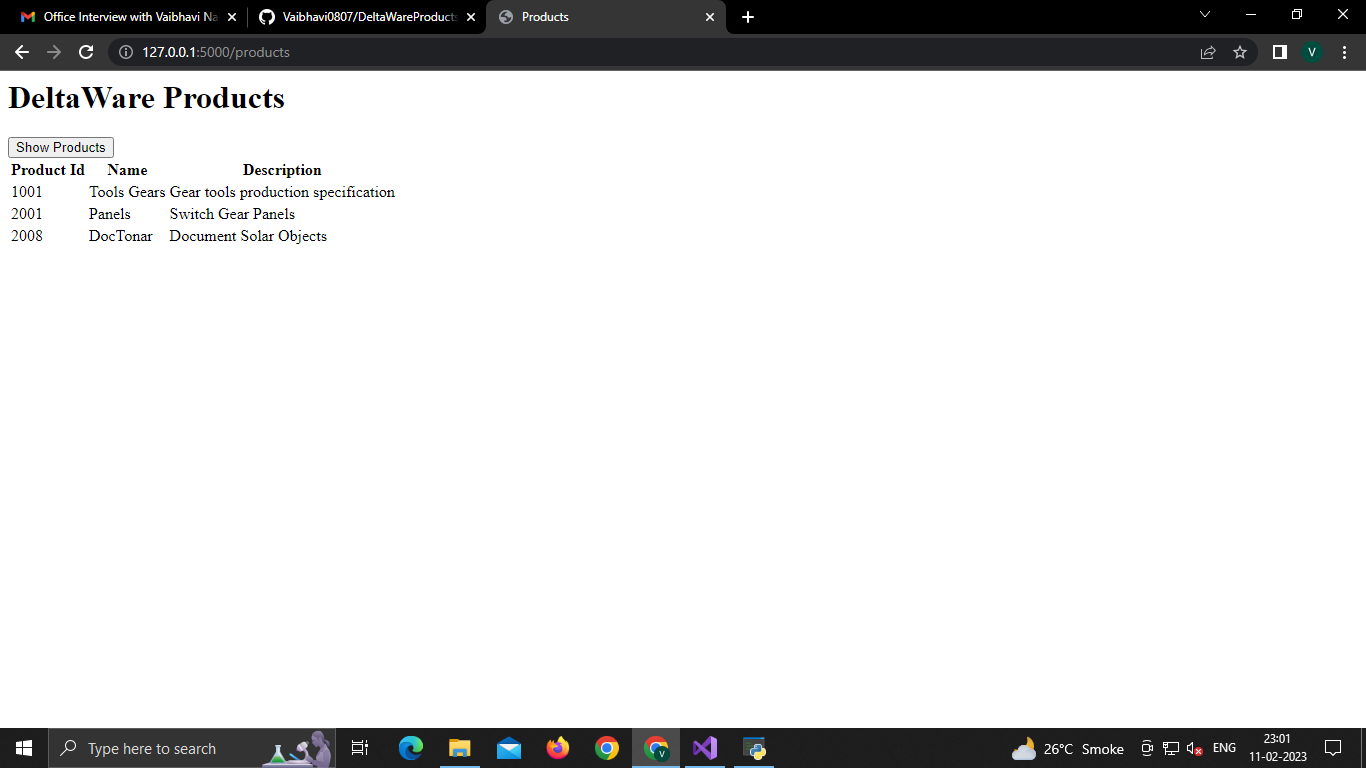 Office Interview with Vaibhavi Na
Vaibhavi0807/DeltaWareProducts
Products
127.0.0.1:5000/products
V
DeltaWare Products
Show Products
Product Id Name Description
1001 Tools Gears Gear tools production specification
2001 Panels Switch Gear Panels
2008 DocTonar Document Solar Objects
Type here to search
V
26°C Smoke
ENG
23:01
11-02-2023